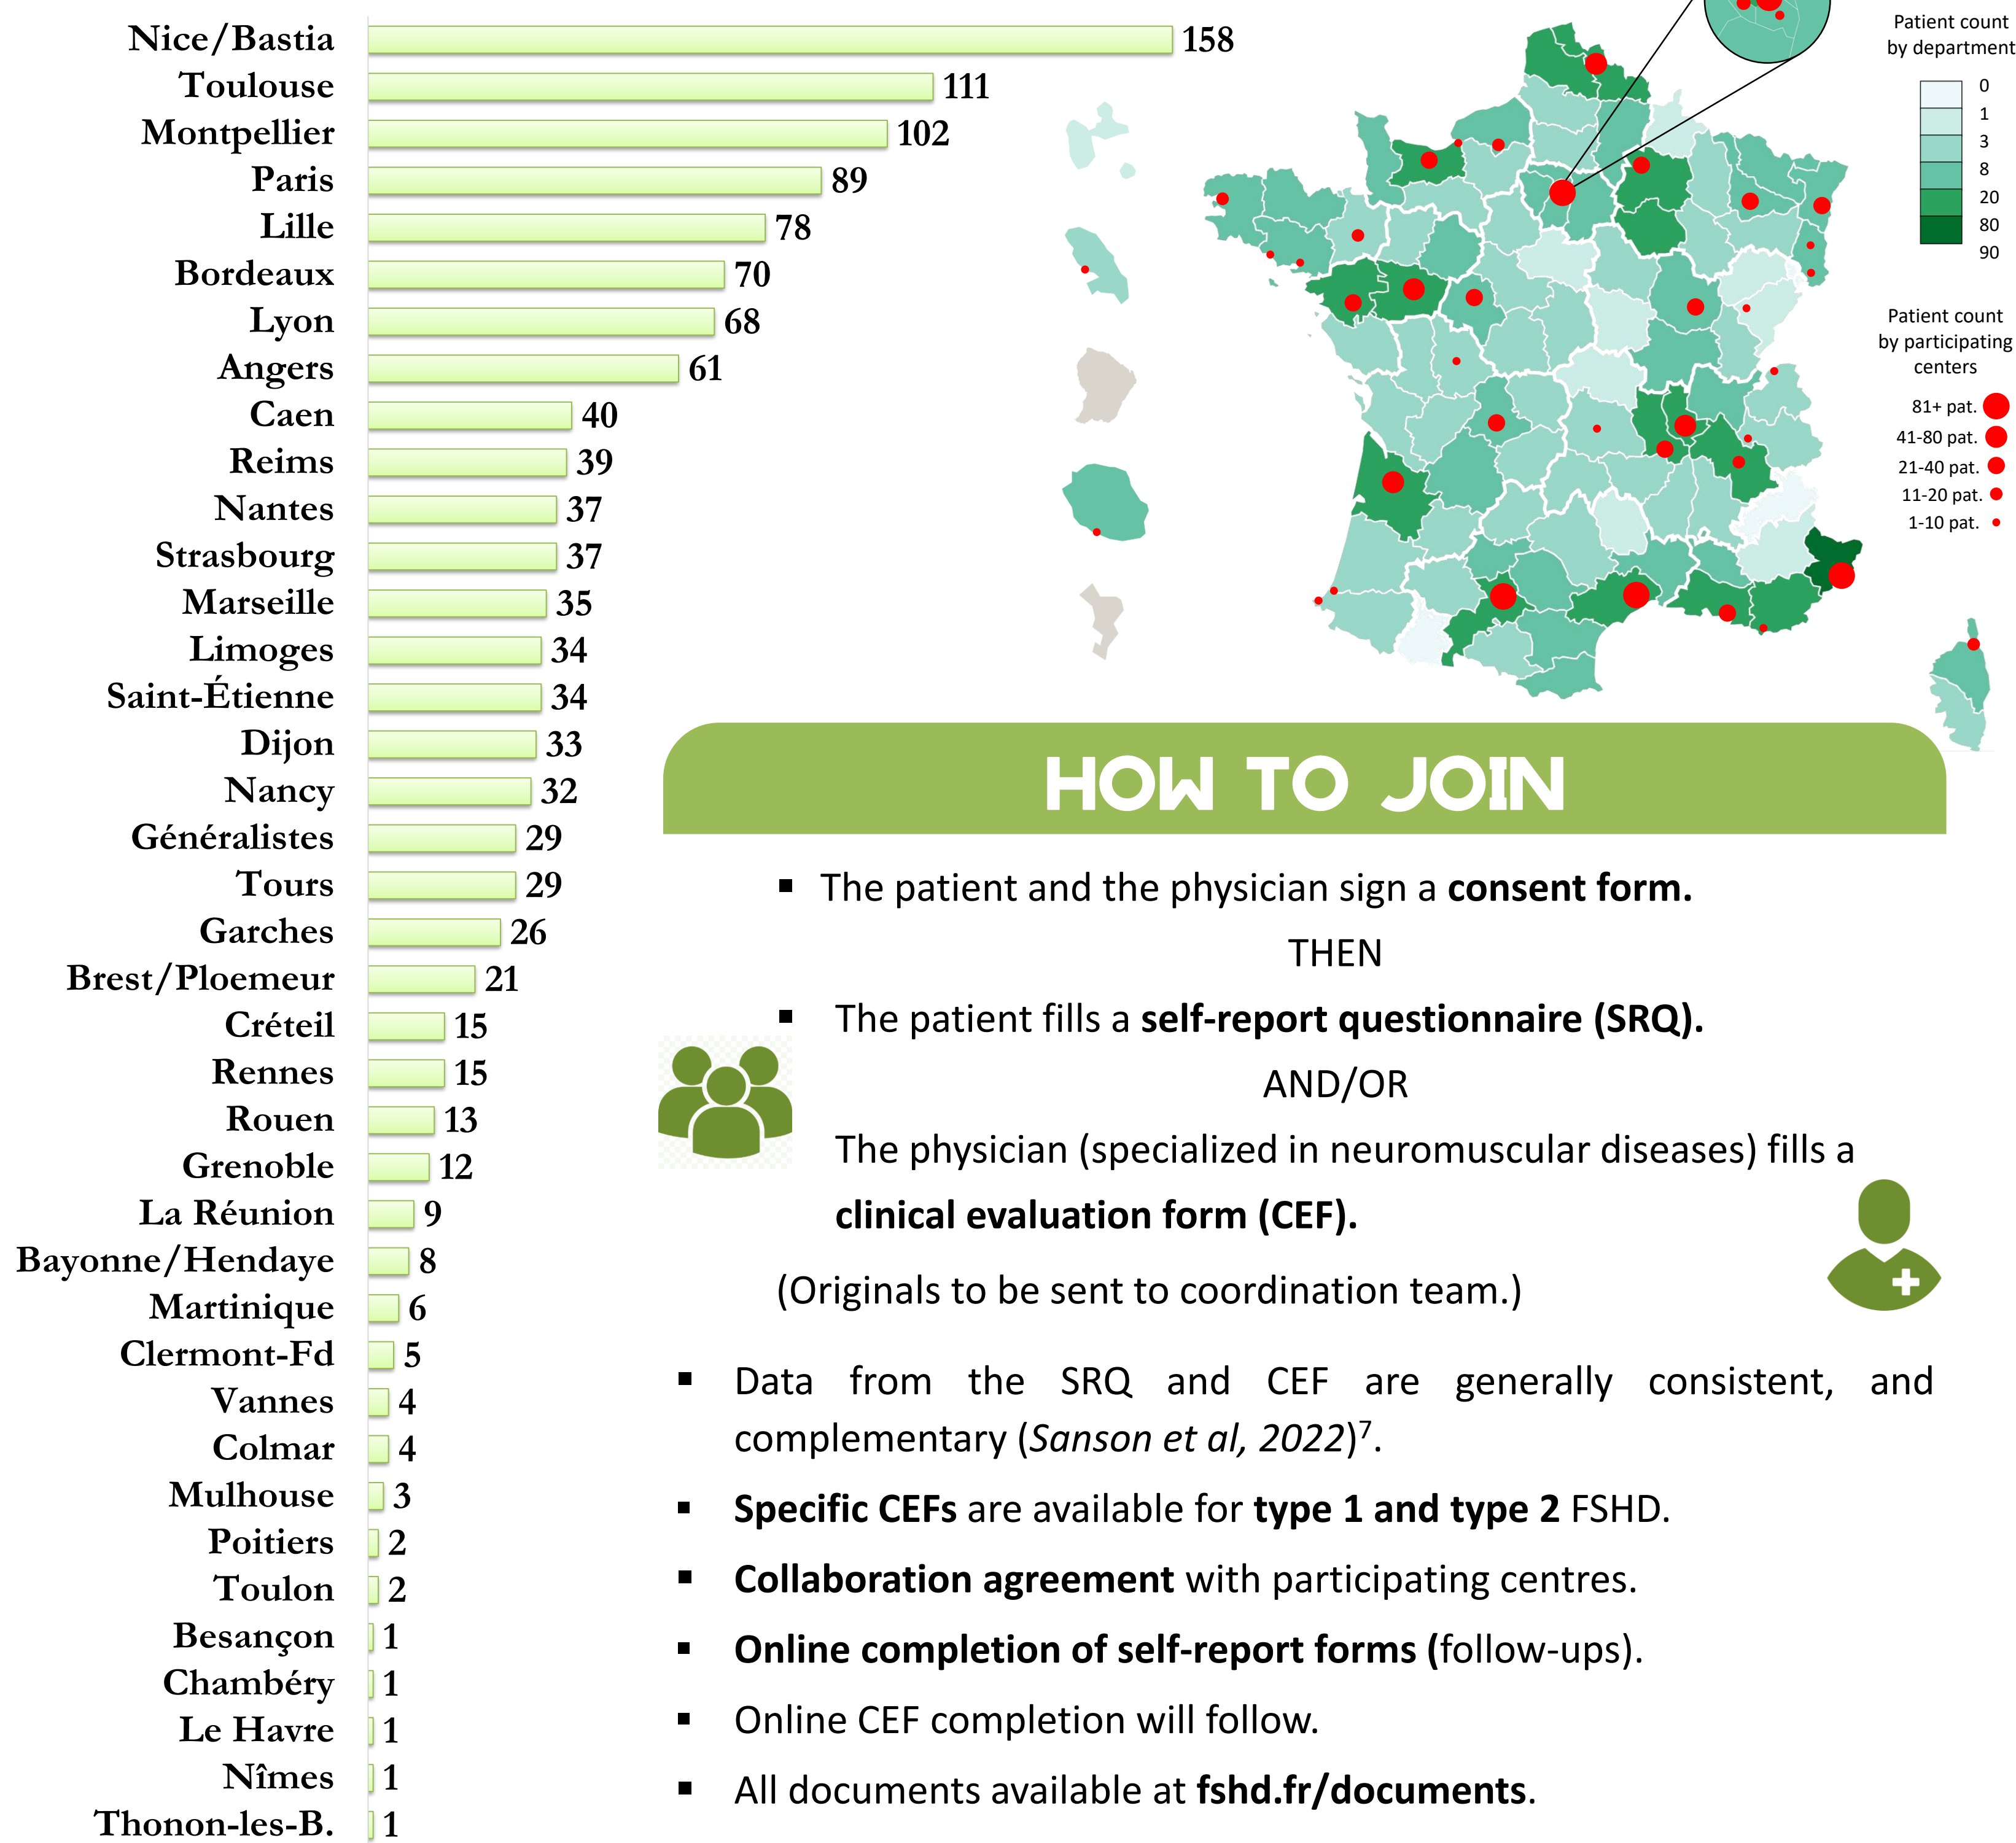 Nice/Bastia 158
Toulouse 111
Montpellier 102
Paris 89
Lille 78
Bordeaux 70
Lyon 68
Angers 61
Caen 40
Reims 39
Nantes 37
Strasbourg 37
Marseille 35
Limoges 34
Saint-Étienne 34
Dijon 33
Nancy 32
Généralistes 29
Tours 29
Garches 26
Brest/Ploemeur 21
Créteil 15
Rennes 15
Rouen 13
Grenoble 12
La Réunion 9
Bayonne/Hendaye 8
Martinique 6
Clermont-Fd 5
Vannes 4
Colmar 4
Mulhouse 3
Poitiers 2
Toulon 2
Besançon 1
Chambéry 1
Le Havre 1
Nîmes 1
Thonon-les-B. 1
Patient count
by department
0
1
3
8
20
80
90
Patient count
by participating
centers
81+ pat.
41-80 pat.
21-40 pat.
11-20 pat.
1-10 pat.
HOW TO JOIN
▪ The patient and the physician sign a consent form.
THEN
▪ The patient fills a self-report questionnaire (SRQ).
AND/OR
The physician (specialized in neuromuscular diseases) fills a
clinical evaluation form (CEF).
(Originals to be sent to coordination team.)
▪ Data from the SRQ and CEF are generally consistent, and
complementary (Sanson et al, 2022)⁷.
▪ Specific CEFs are available for type 1 and type 2 FSHD.
▪ Collaboration agreement with participating centres.
▪ Online completion of self-report forms (follow-ups).
▪ Online CEF completion will follow.
▪ All documents available at fshd.fr/documents.